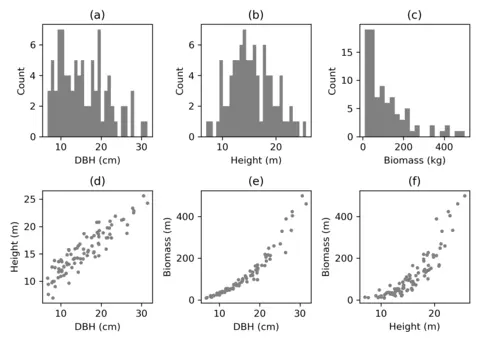 (a) (b) (c)
Count 0 2 4 6
10 20 30
DBH (cm)
Count 0 2 4 6
10 20
Height (m)
Count 0 5 10 15
0 200 400
Biomass (kg)
(d) (e) (f)
Height (m) 10 15 20 25
10 20 30
DBH (cm)
Biomass (m) 0 200 400
10 20 30
DBH (cm)
Biomass (m) 0 200 400
10 20
Height (m)